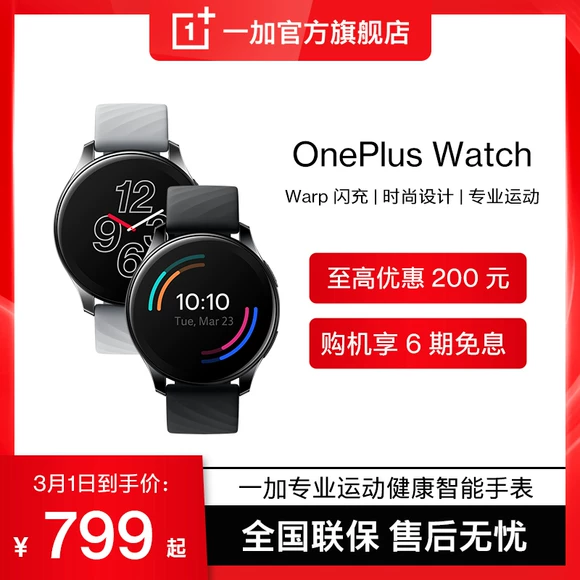 1+ 一加官方旗舰店
OnePlus Watch
Warp 闪充 | 时尚设计 | 专业运动
至高优惠 200 元
购机享 6 期免息
12
9 3
6
10:10
Tue, Mar 23
3月1日到手价:
¥ 799 起
一加专业运动健康智能手表
全国联保 售后无忧